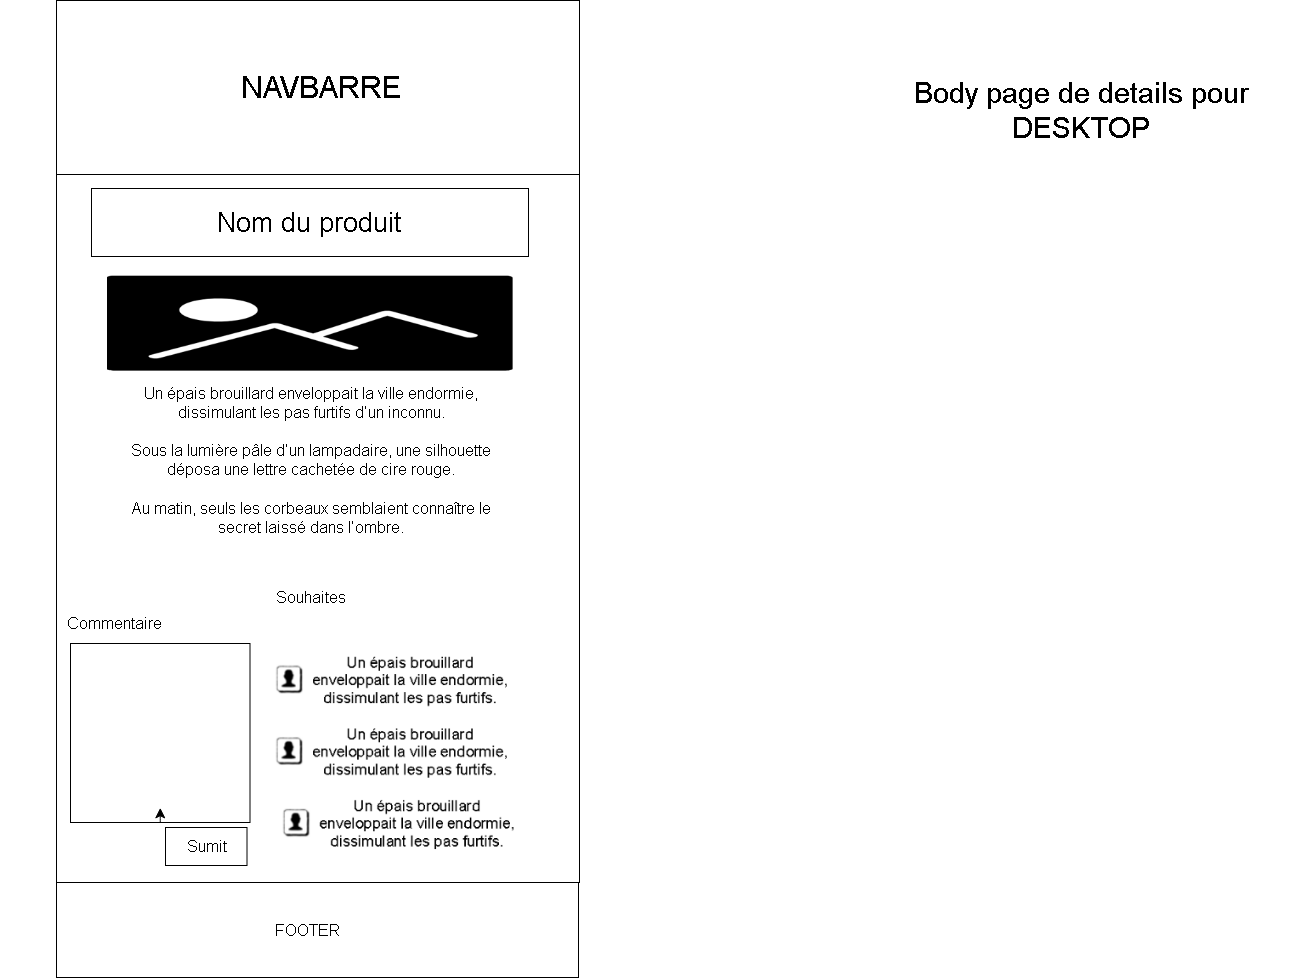 NAVBARRE
Body page de details pour
DESKTOP
Nom du produit
Un épais brouillard enveloppait la ville endormie,
dissimulant les pas furtifs d'un inconnu.
Sous la lumière pâle d'un lampadaire, une silhouette
déposa une lettre cachetée de cire rouge.
Au matin, seuls les corbeaux semblaient connaître le
secret laissé dans l'ombre.
Souhaites
Commentaire
Un épais brouillard
enveloppait la ville endormie,
dissimulant les pas furtifs.
Un épais brouillard
enveloppait la ville endormie,
dissimulant les pas furtifs.
Un épais brouillard
enveloppait la ville endormie,
dissimulant les pas furtifs.
Sumit
FOOTER